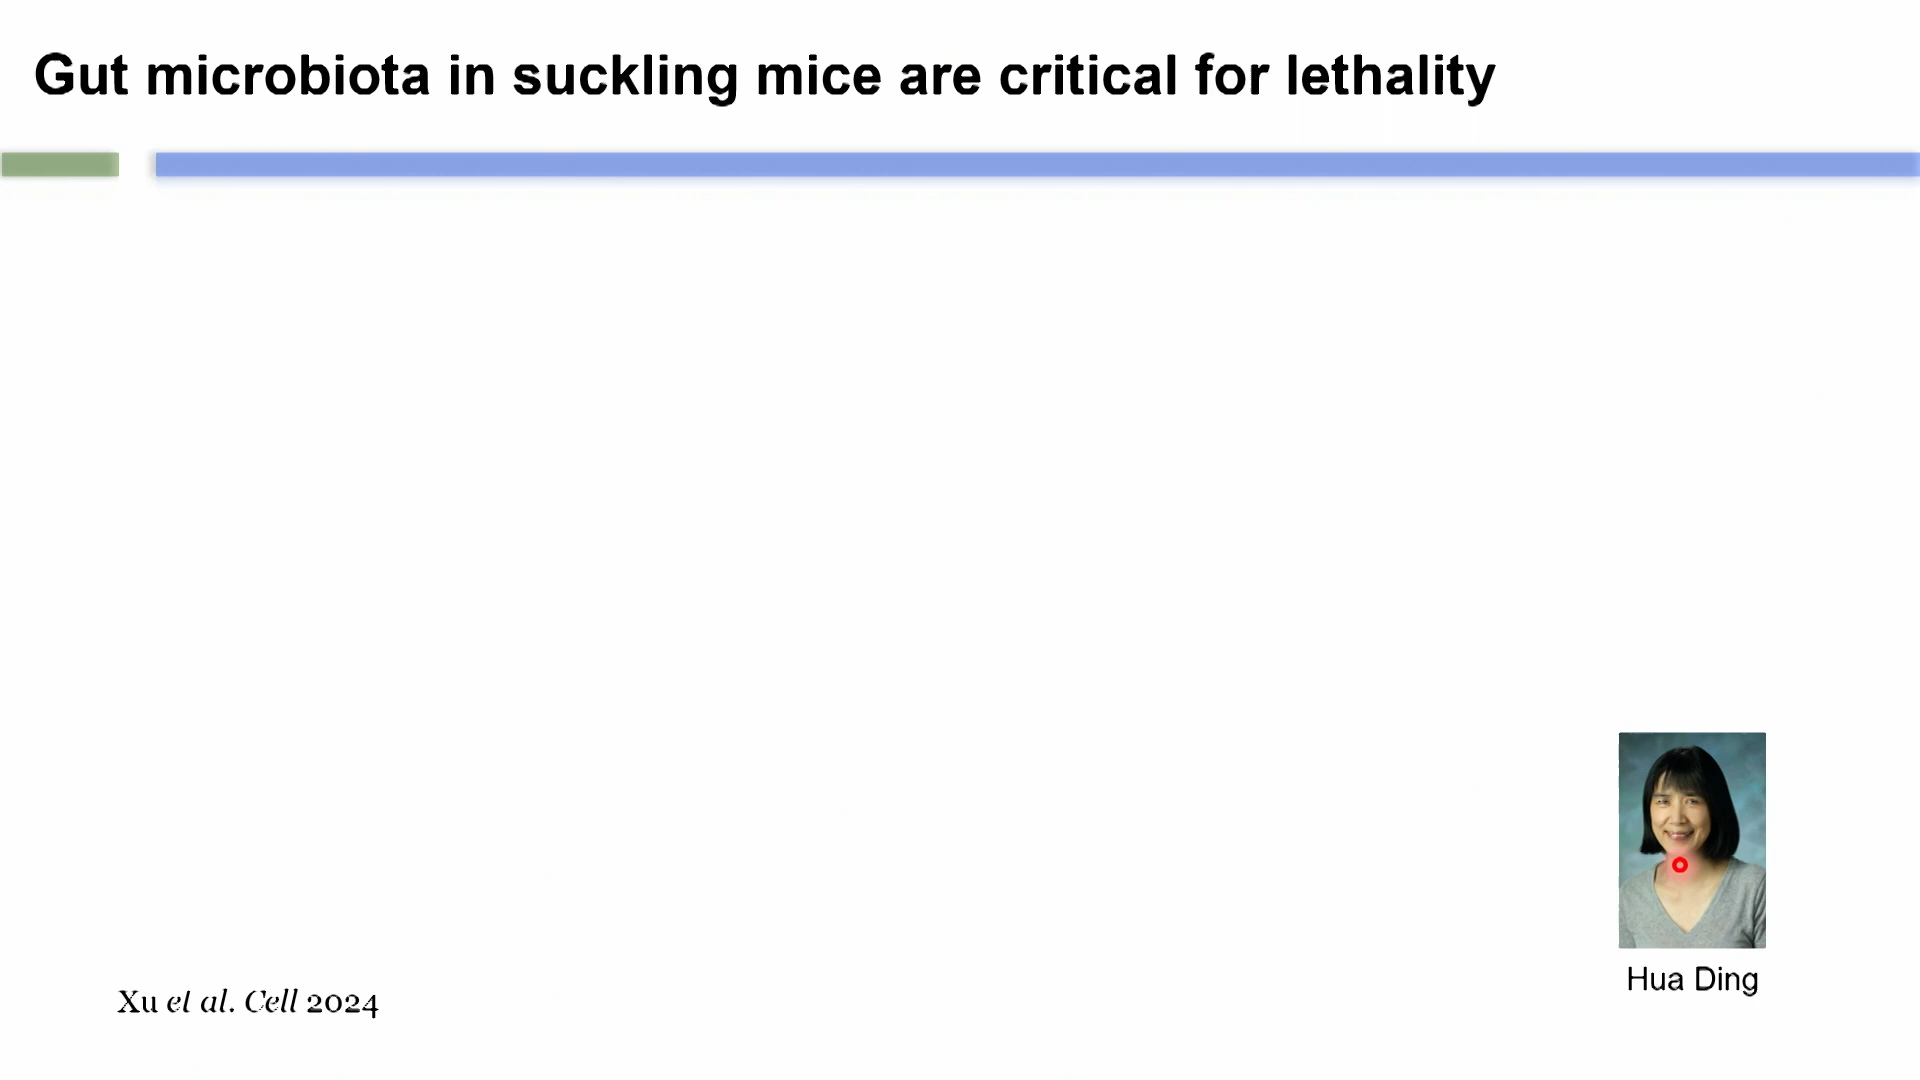 Gut microbiota in suckling mice are critical for lethality
Hua Ding
Xu et al. Cell 2024